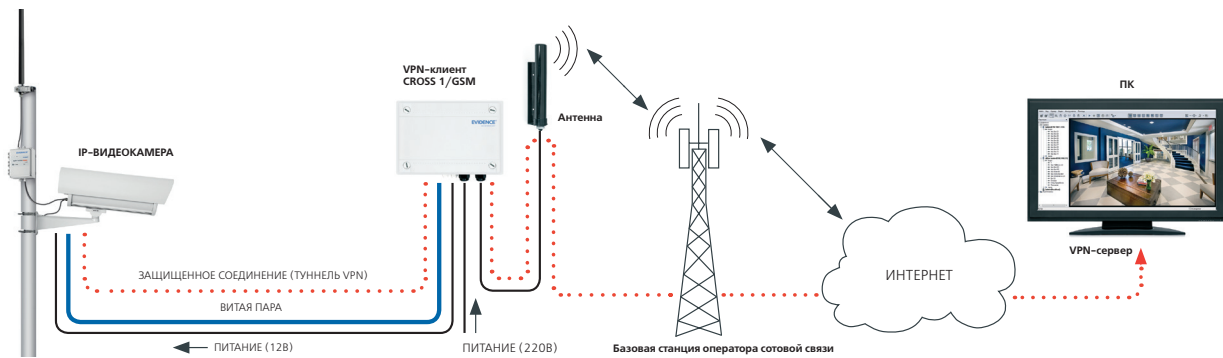 VPN-клиент
CROSS 1/GSM
EVIDENCE
Антенна
ПК
IP-ВИДЕОКАМЕРА
VPN-сервер
ЗАЩИЩЕННОЕ СОЕДИНЕНИЕ (ТУННЕЛЬ VPN)
ИНТЕРНЕТ
ВИТАЯ ПАРА
ПИТАНИЕ (12В)
ПИТАНИЕ (220В)
Базовая станция оператора сотовой связи